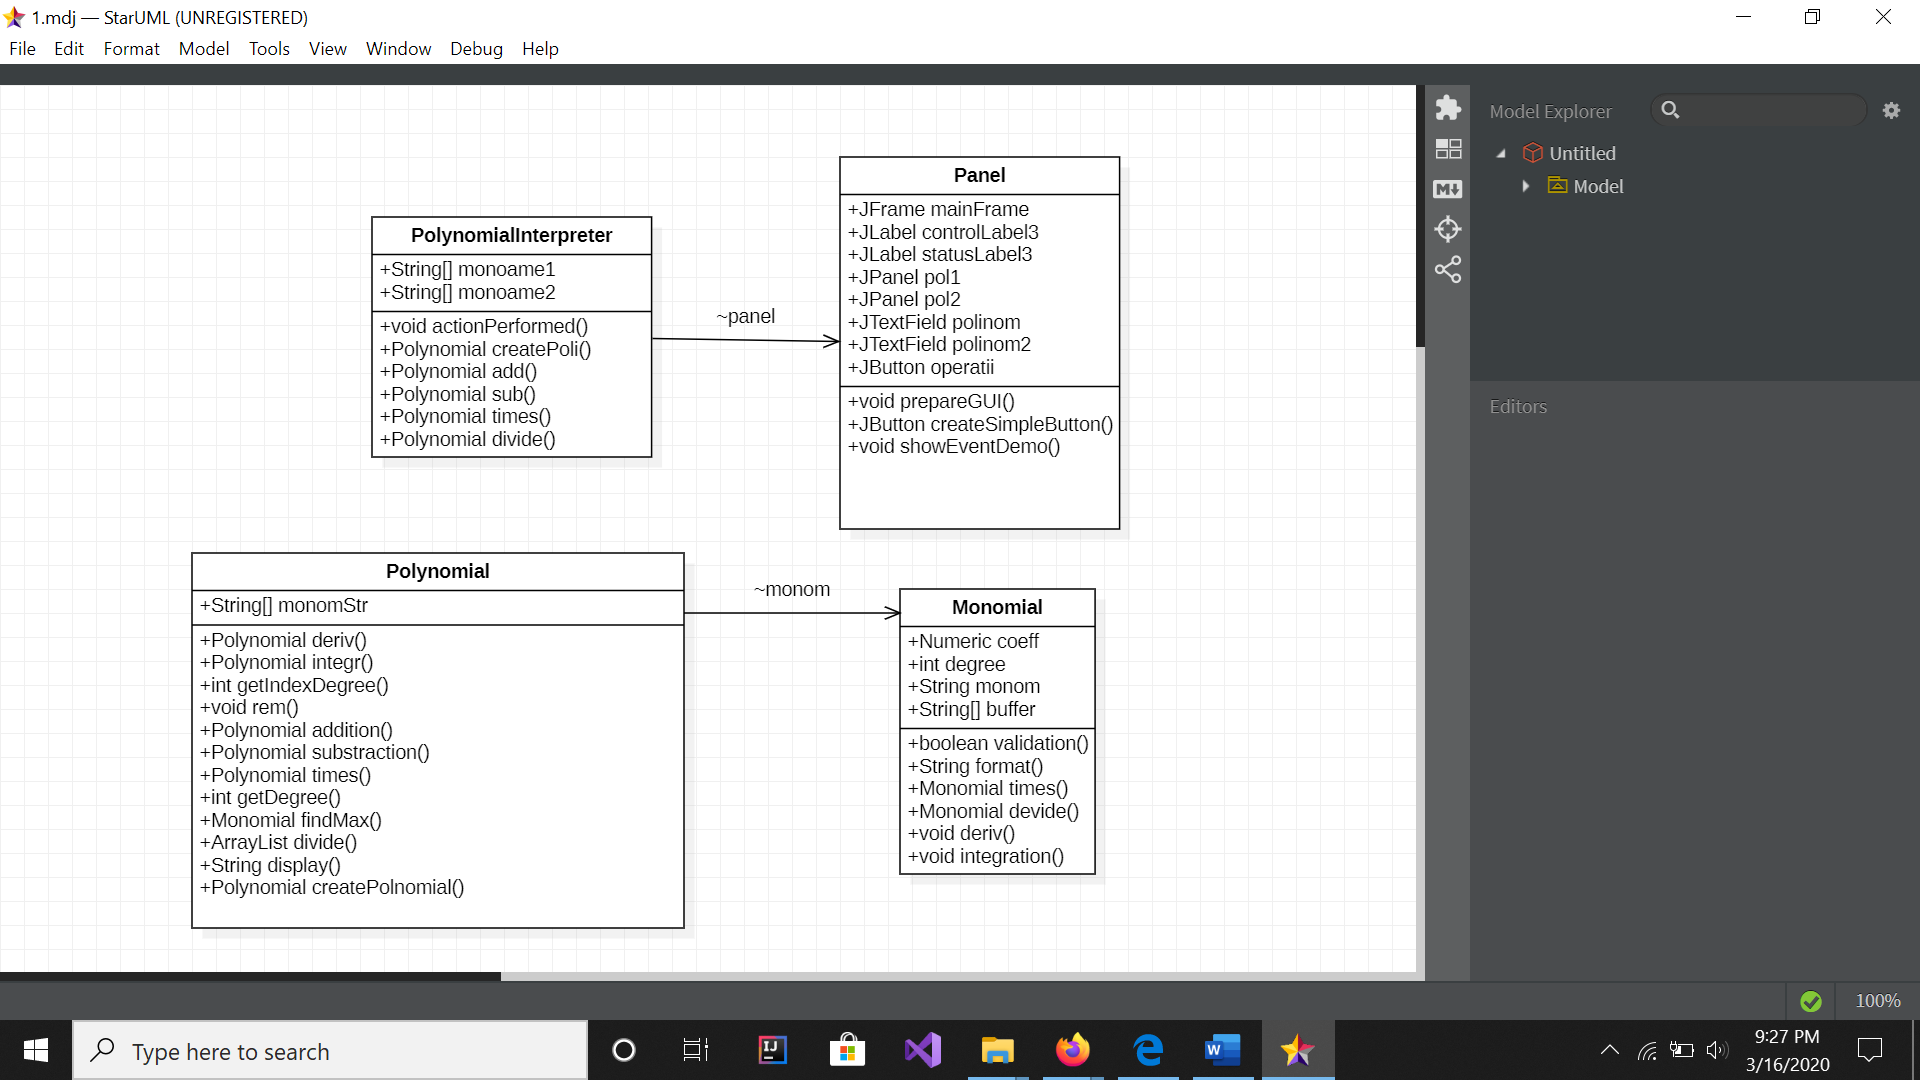 1.mdj — StarUML (UNREGISTERED)
File Edit Format Model Tools View Window Debug Help
Model Explorer
Untitled
Model
Editors
PolynomialInterpreter
+String[] monoame1
+String[] monoame2
+void actionPerformed()
+Polynomial createPoli()
+Polynomial add()
+Polynomial sub()
+Polynomial times()
+Polynomial divide()
~panel
Panel
+JFrame mainFrame
+JLabel controlLabel3
+JLabel statusLabel3
+JPanel pol1
+JPanel pol2
+JTextField polinom
+JTextField polinom2
+JButton operatii
+void prepareGUI()
+JButton createSimpleButton()
+void showEventDemo()
Polynomial
+String[] monomStr
+Polynomial deriv()
+Polynomial integr()
+int getIndexDegree()
+void rem()
+Polynomial addition()
+Polynomial substraction()
+Polynomial times()
+int getDegree()
+Monomial findMax()
+ArrayList divide()
+String display()
+Polynomial createPolnomial()
~monom
Monomial
+Numeric coeff
+int degree
+String monom
+String[] buffer
+boolean validation()
+String format()
+Monomial times()
+Monomial devide()
+void deriv()
+void integration()
M
100%
Type here to search
IJ
W
9:27 PM
3/16/2020